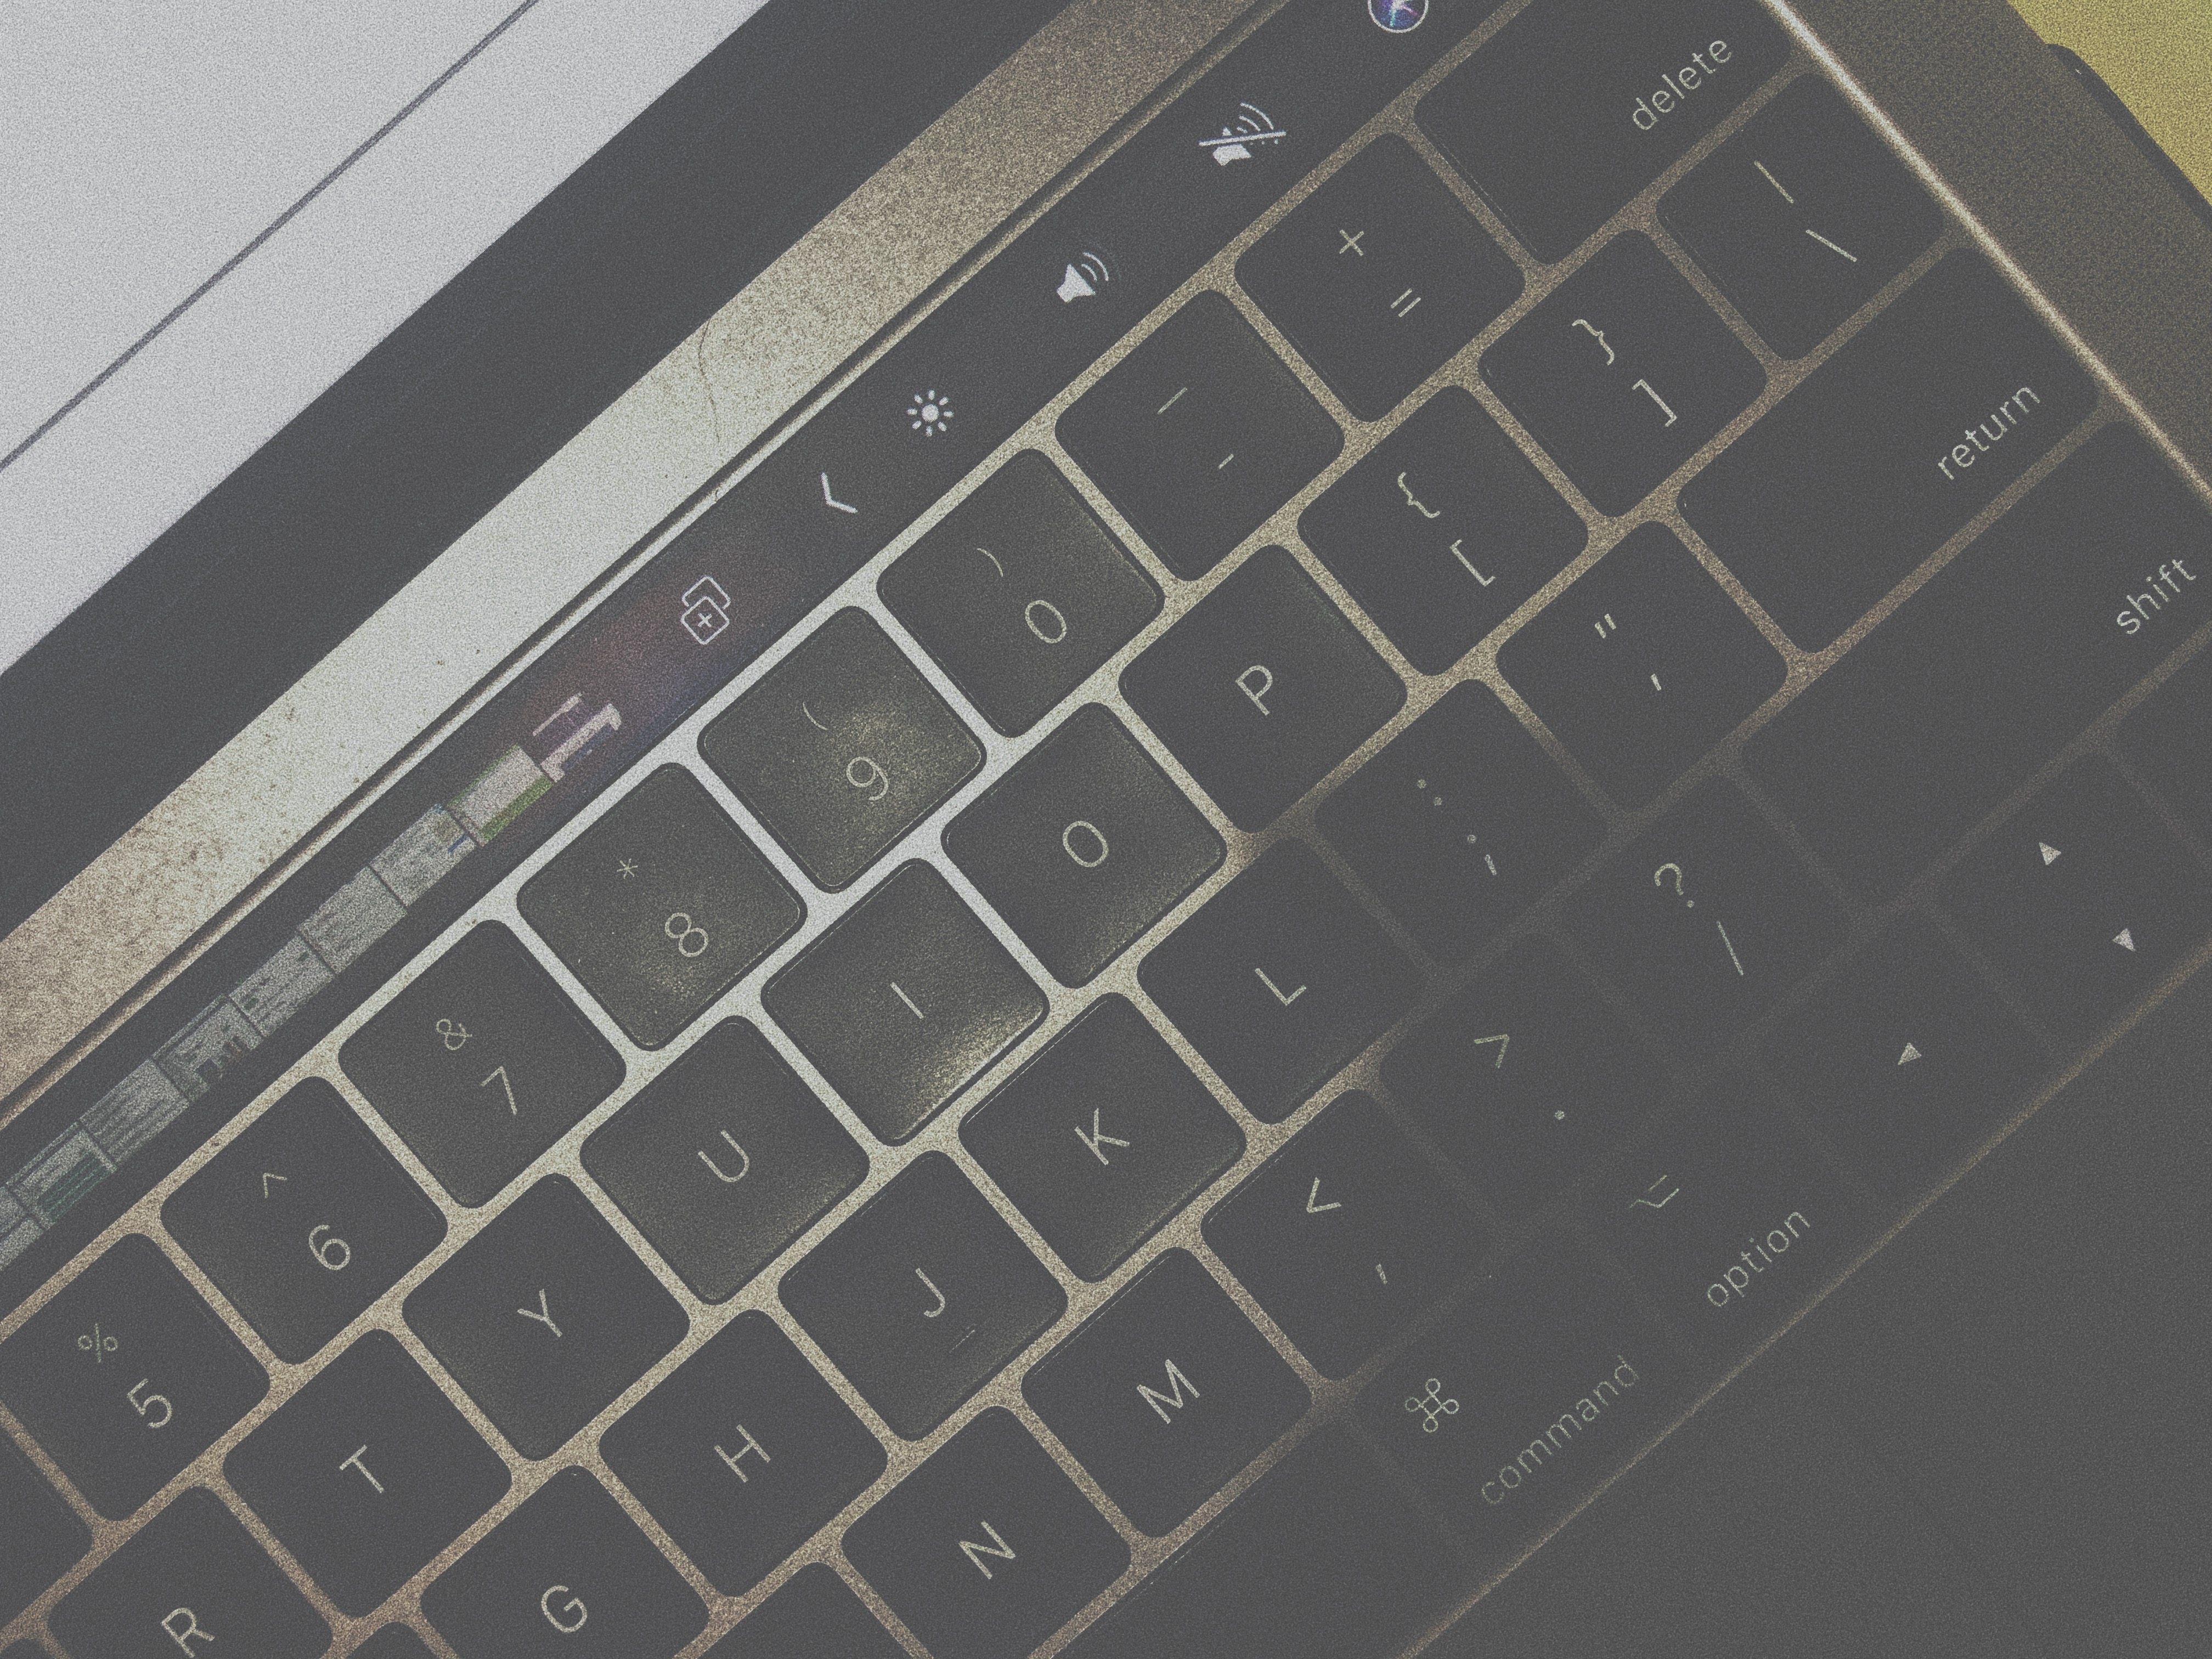 % 5
^ 6
& 7
* 8
( 9
) 0
_ -
+ =
delete
R
T
Y
U
I
O
P
{ [
} ]
| \
G
H
J
K
L
: ;
" '
return
N
M
< ,
> .
? /
shift
⌘ command
⌥ option
◀
▲
▼